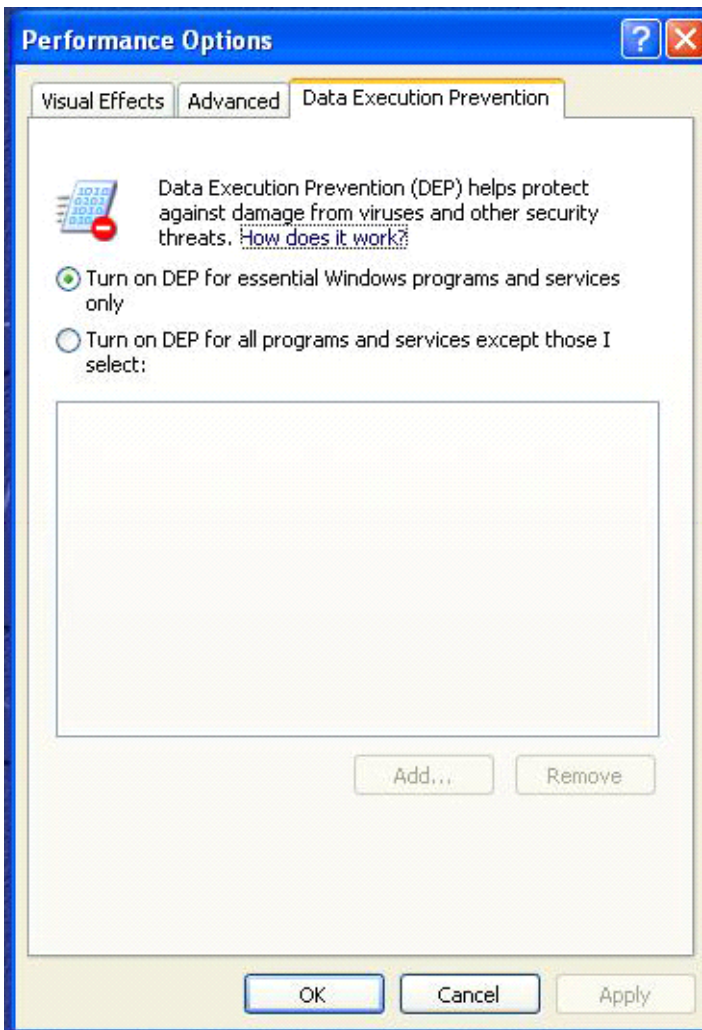 Performance Options
Visual Effects
Advanced
Data Execution Prevention
Data Execution Prevention (DEP) helps protect
against damage from viruses and other security
threats. How does it work?
Turn on DEP for essential Windows programs and services
only
Turn on DEP for all programs and services except those I
select:
Add...
Remove
OK
Cancel
Apply